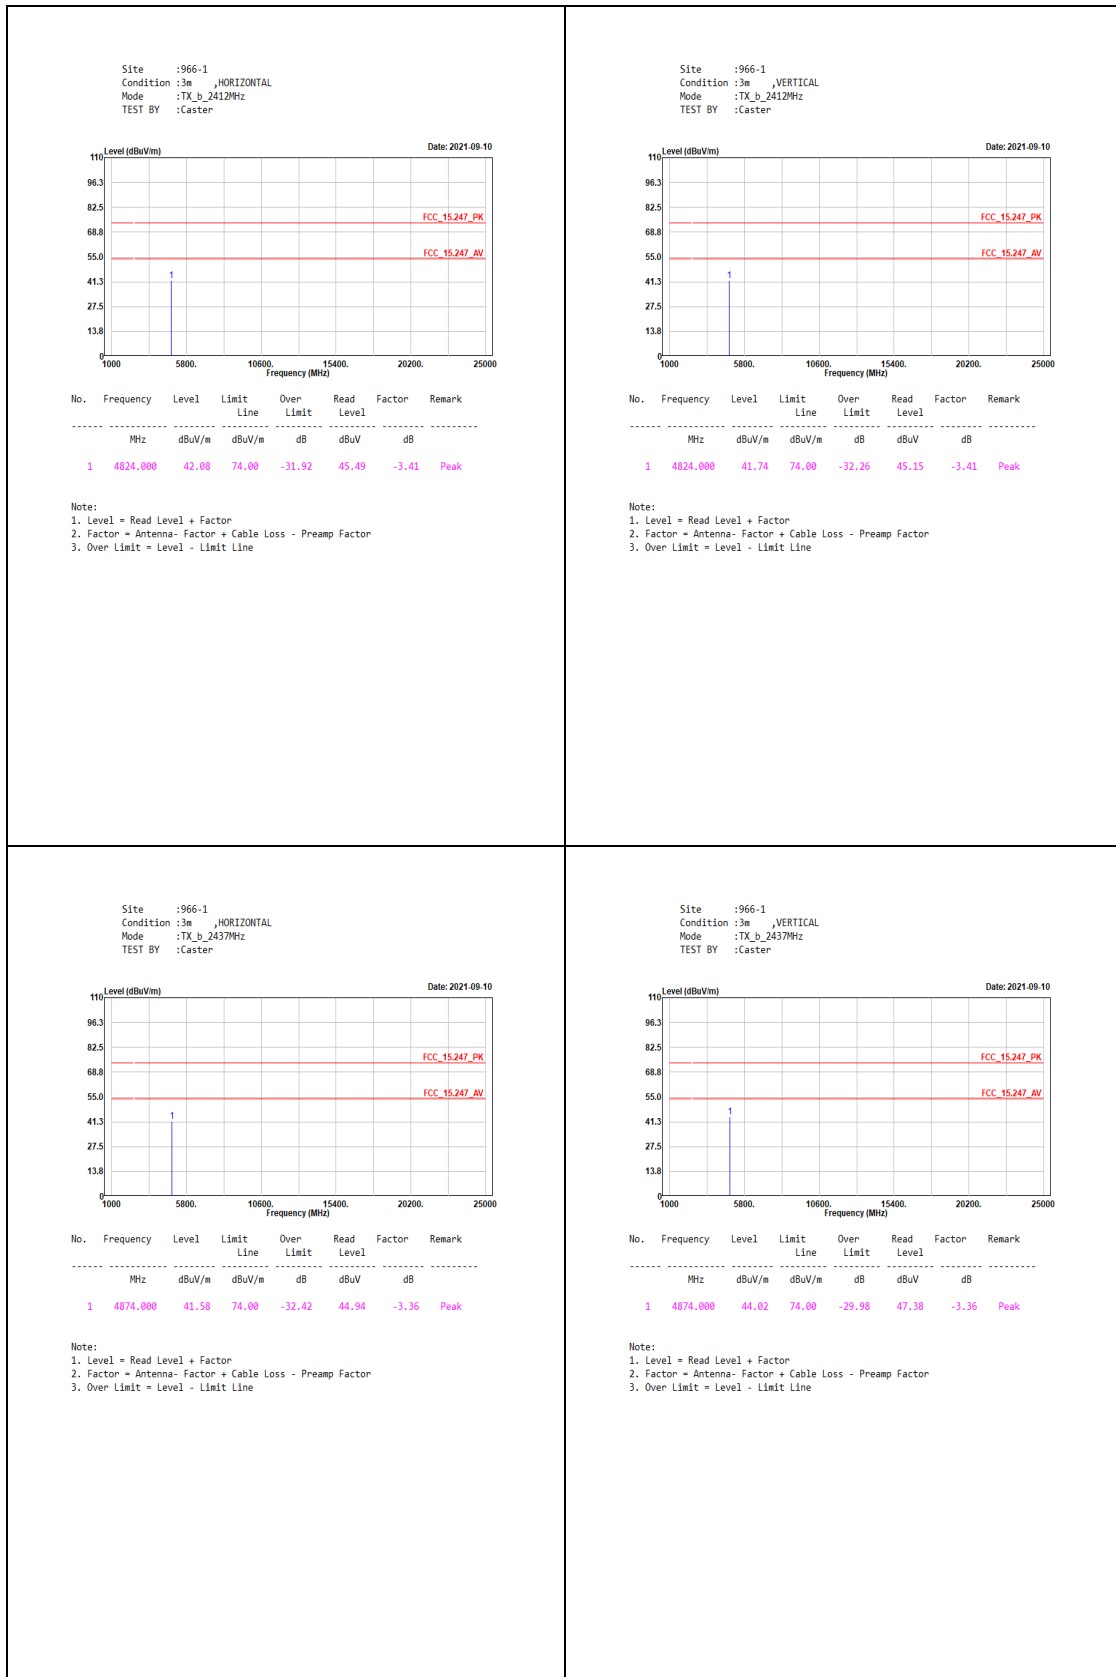 Site :966-1
Condition :3m ,HORIZONTAL
Mode :TX_b_2412MHz
TEST BY :Caster
Level (dBuV/m) Date: 2021-09-10
110
96.3
82.5
FCC_15.247_PK
68.8
FCC_15.247_AV
55.0
1
41.3
27.5
13.8
0
1000 5800. 10600. 15400. 20200. 25000
Frequency (MHz)
No. Frequency Level Limit Over Read Factor Remark
Line Limit Level
------ ----------- ------- ------- -------- ------- -------- ---------
MHz dBuV/m dBuV/m dB dBuV dB
1 4824.000 42.08 74.00 -31.92 45.49 -3.41 Peak
Note:
1. Level = Read Level + Factor
2. Factor = Antenna- Factor + Cable Loss - Preamp Factor
3. Over Limit = Level - Limit Line
Site :966-1
Condition :3m ,VERTICAL
Mode :TX_b_2412MHz
TEST BY :Caster
Level (dBuV/m) Date: 2021-09-10
110
96.3
82.5
FCC_15.247_PK
68.8
FCC_15.247_AV
55.0
1
41.3
27.5
13.8
0
1000 5800. 10600. 15400. 20200. 25000
Frequency (MHz)
No. Frequency Level Limit Over Read Factor Remark
Line Limit Level
------ ----------- ------- ------- -------- ------- -------- ---------
MHz dBuV/m dBuV/m dB dBuV dB
1 4824.000 41.74 74.00 -32.26 45.15 -3.41 Peak
Note:
1. Level = Read Level + Factor
2. Factor = Antenna- Factor + Cable Loss - Preamp Factor
3. Over Limit = Level - Limit Line
Site :966-1
Condition :3m ,HORIZONTAL
Mode :TX_b_2437MHz
TEST BY :Caster
Level (dBuV/m) Date: 2021-09-10
110
96.3
82.5
FCC_15.247_PK
68.8
FCC_15.247_AV
55.0
1
41.3
27.5
13.8
0
1000 5800. 10600. 15400. 20200. 25000
Frequency (MHz)
No. Frequency Level Limit Over Read Factor Remark
Line Limit Level
------ ----------- ------- ------- -------- ------- -------- ---------
MHz dBuV/m dBuV/m dB dBuV dB
1 4874.000 41.58 74.00 -32.42 44.94 -3.36 Peak
Note:
1. Level = Read Level + Factor
2. Factor = Antenna- Factor + Cable Loss - Preamp Factor
3. Over Limit = Level - Limit Line
Site :966-1
Condition :3m ,VERTICAL
Mode :TX_b_2437MHz
TEST BY :Caster
Level (dBuV/m) Date: 2021-09-10
110
96.3
82.5
FCC_15.247_PK
68.8
FCC_15.247_AV
55.0
1
41.3
27.5
13.8
0
1000 5800. 10600. 15400. 20200. 25000
Frequency (MHz)
No. Frequency Level Limit Over Read Factor Remark
Line Limit Level
------ ----------- ------- ------- -------- ------- -------- ---------
MHz dBuV/m dBuV/m dB dBuV dB
1 4874.000 44.02 74.00 -29.98 47.38 -3.36 Peak
Note:
1. Level = Read Level + Factor
2. Factor = Antenna- Factor + Cable Loss - Preamp Factor
3. Over Limit = Level - Limit Line